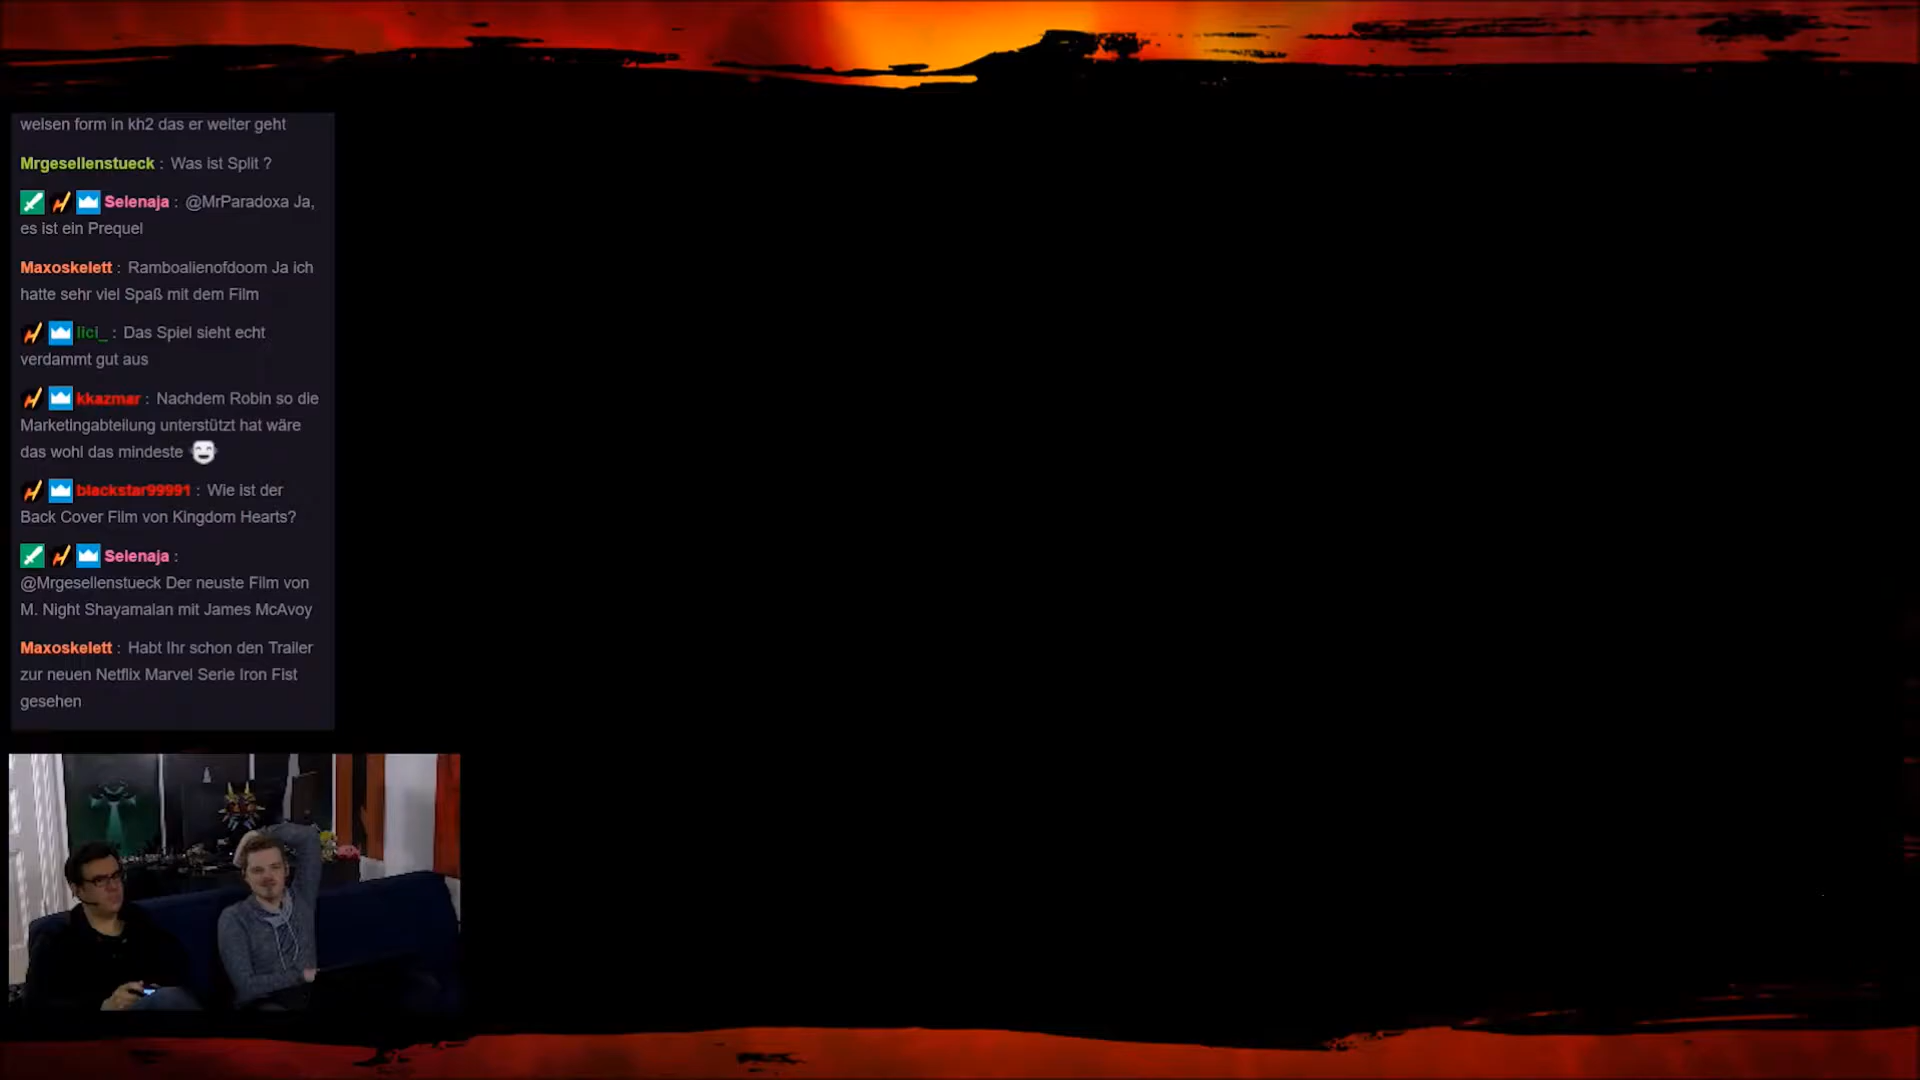 weisen form in kh2 das er weiter geht
Mrgesellenstueck : Was ist Split ?
Selenaja : @MrParadoxa Ja,
es ist ein Prequel
Maxoskelett : Ramboalienofdoom Ja ich
hatte sehr viel Spaß mit dem Film
lici_ : Das Spiel sieht echt
verdammt gut aus
kkazmar : Nachdem Robin so die
Marketingabteilung unterstützt hat wäre
das wohl das mindeste
blackstar99991 : Wie ist der
Back Cover Film von Kingdom Hearts?
Selenaja :
@Mrgesellenstueck Der neuste Film von
M. Night Shayamalan mit James McAvoy
Maxoskelett : Habt Ihr schon den Trailer
zur neuen Netflix Marvel Serie Iron Fist
gesehen